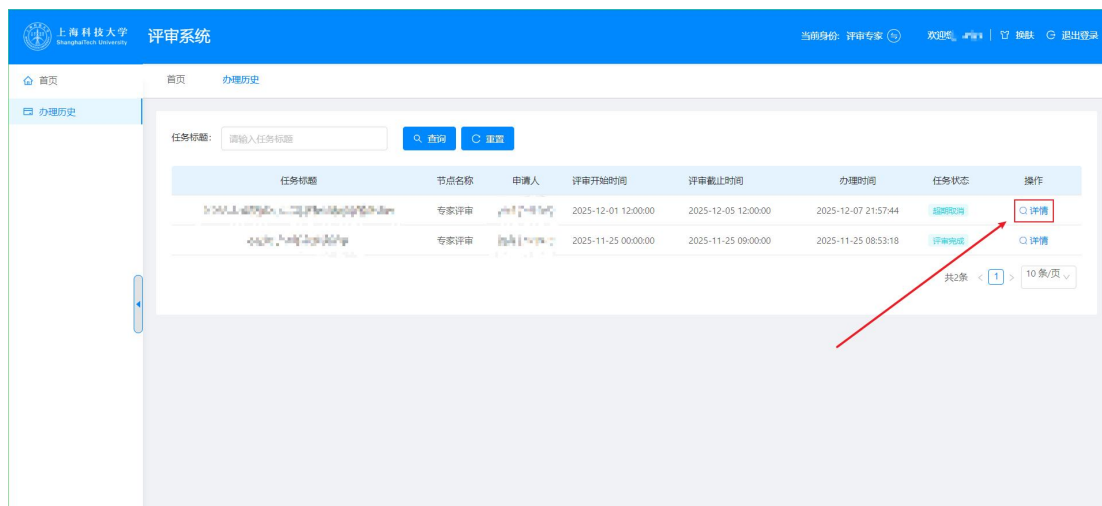 上海科技大学
ShanghaiTech University
评审系统
当前身份: 评审专家
欢迎您,
换肤
退出登录
首页
办理历史
首页
办理历史
任务标题:
请输入任务标题
查询
重置
任务标题 节点名称 申请人 评审开始时间 评审截止时间 办理时间 任务状态 操作
专家评审 2025-12-01 12:00:00 2025-12-05 12:00:00 2025-12-07 21:57:44 超期取消 详情
专家评审 2025-11-25 00:00:00 2025-11-25 09:00:00 2025-11-25 08:53:18 评审完成 详情
共2条 < 1 > 10 条/页